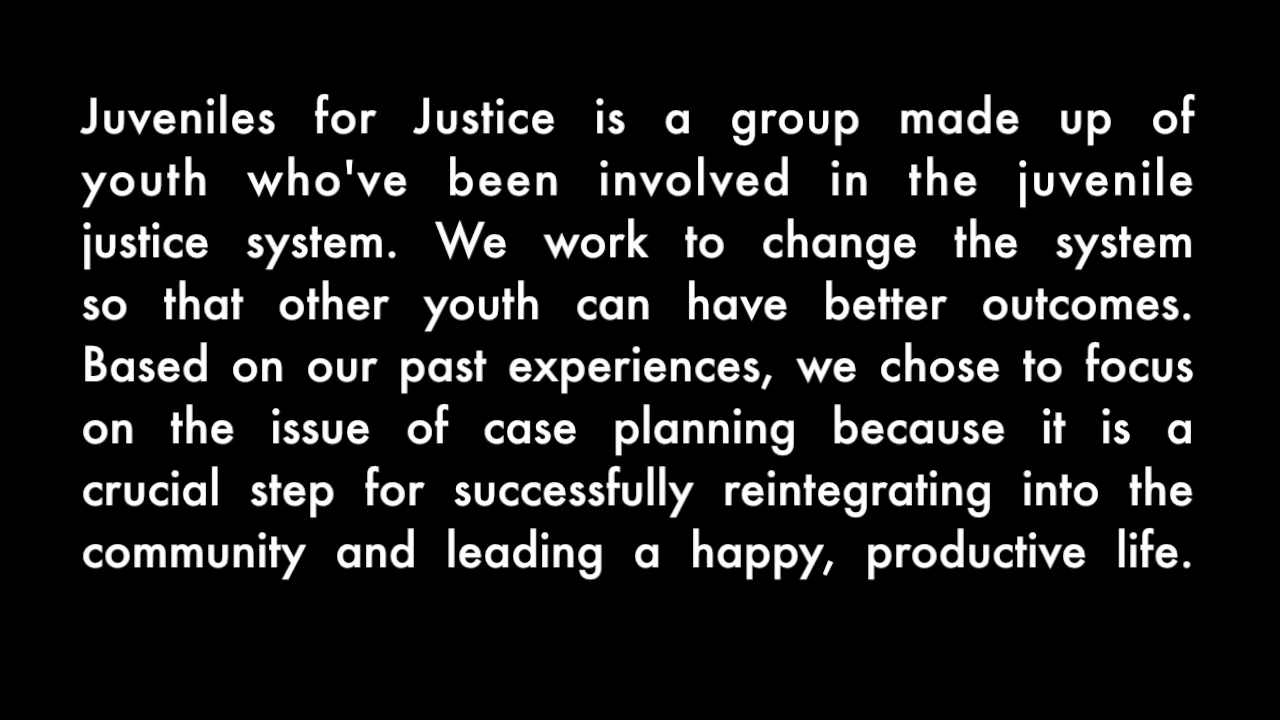 Juveniles for Justice is a group made up of
youth who've been involved in the juvenile
justice system. We work to change the system
so that other youth can have better outcomes.
Based on our past experiences, we chose to focus
on the issue of case planning because it is a
crucial step for successfully reintegrating into the
community and leading a happy, productive life.